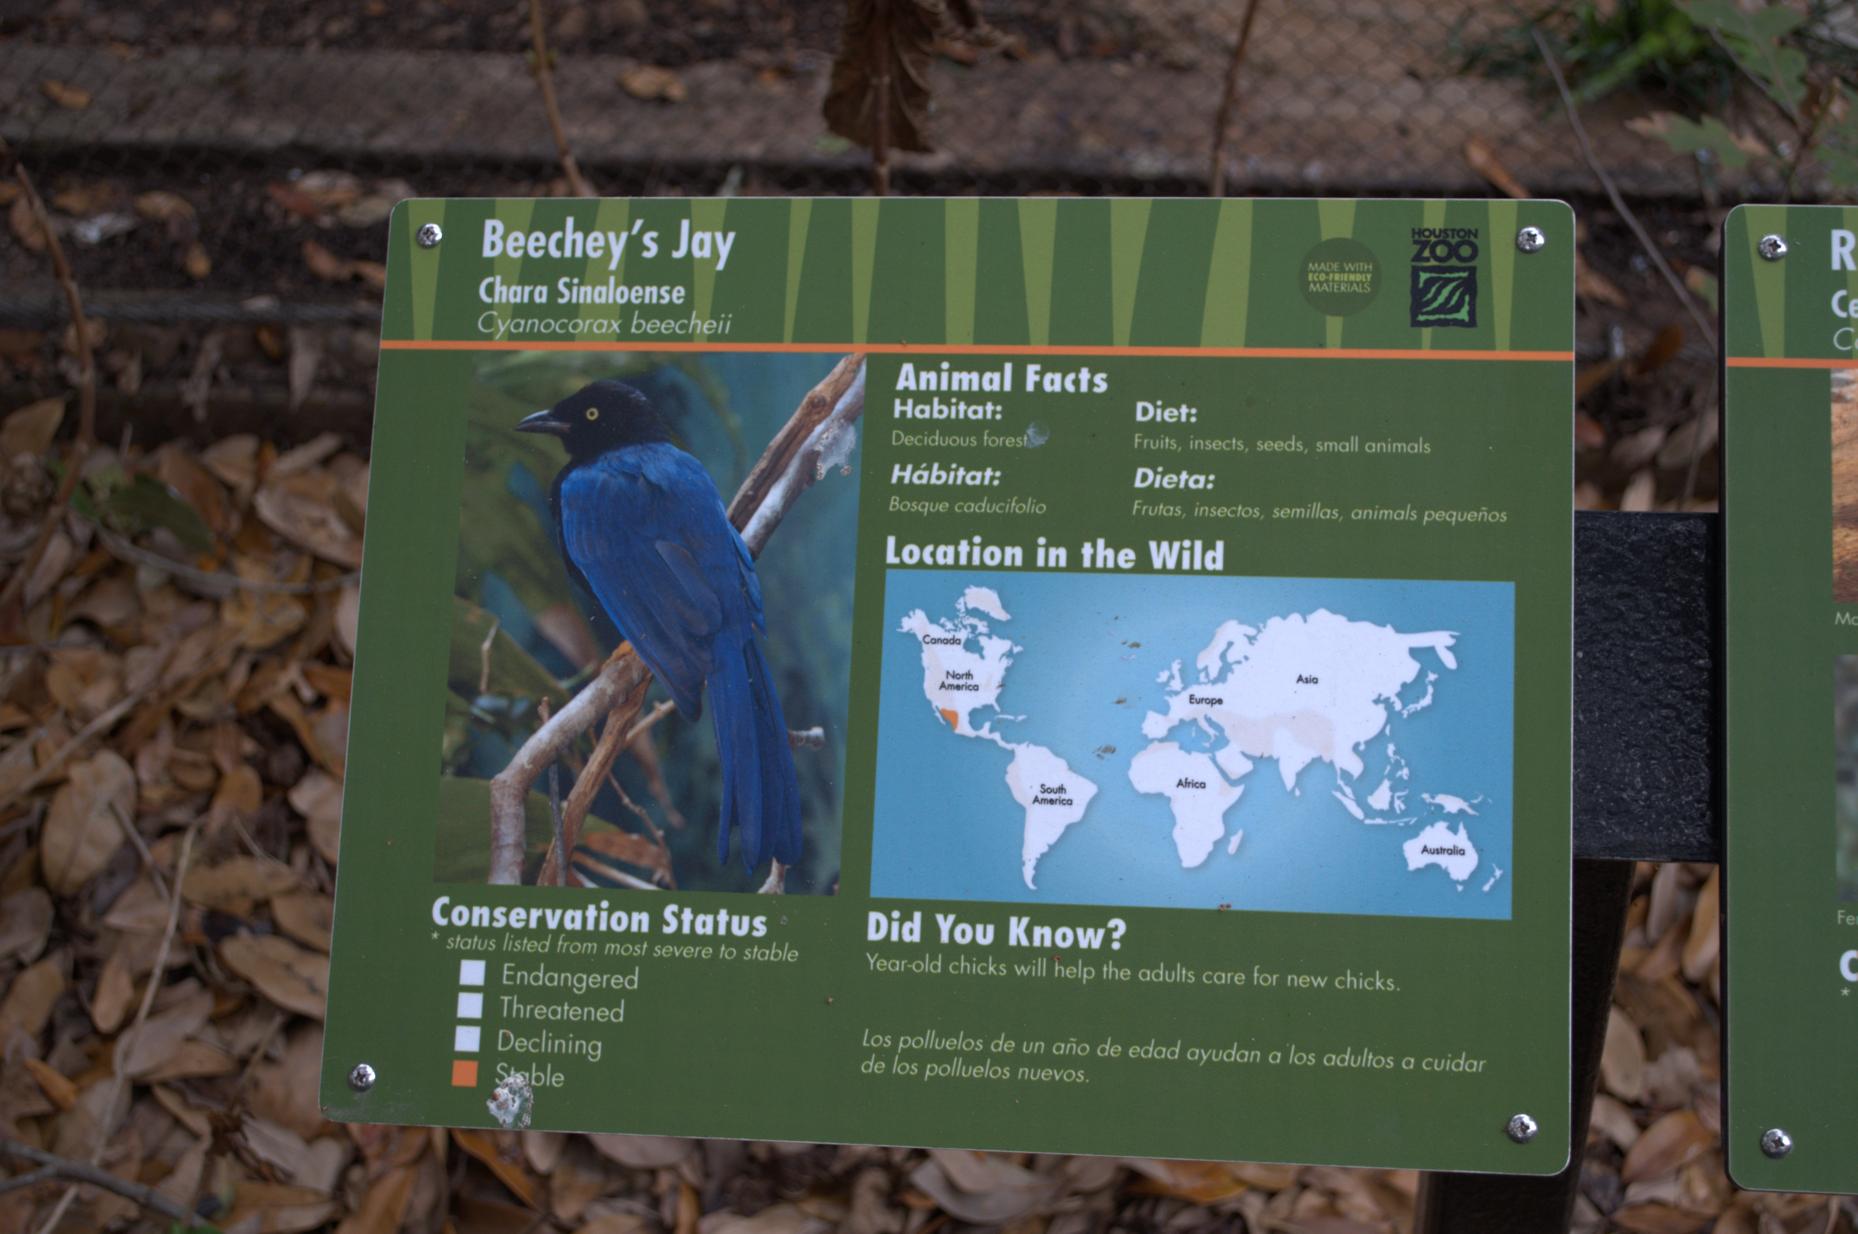 Beechey's Jay
Chara Sinaloense
Cyanocorax beecheii
MADE WITH
ECO-FRIENDLY
MATERIALS
HOUSTON
ZOO
Animal Facts
Habitat:
Deciduous forest
Diet:
Fruits, insects, seeds, small animals
Hábitat:
Bosque caducifolio
Dieta:
Frutas, insectos, semillas, animals pequeños
Location in the Wild
Canada
North
America
South
America
Europe
Asia
Africa
Australia
Conservation Status
* status listed from most severe to stable
Endangered
Threatened
Declining
Stable
Did You Know?
Year-old chicks will help the adults care for new chicks.
Los polluelos de un año de edad ayudan a los adultos a cuidar
de los polluelos nuevos.